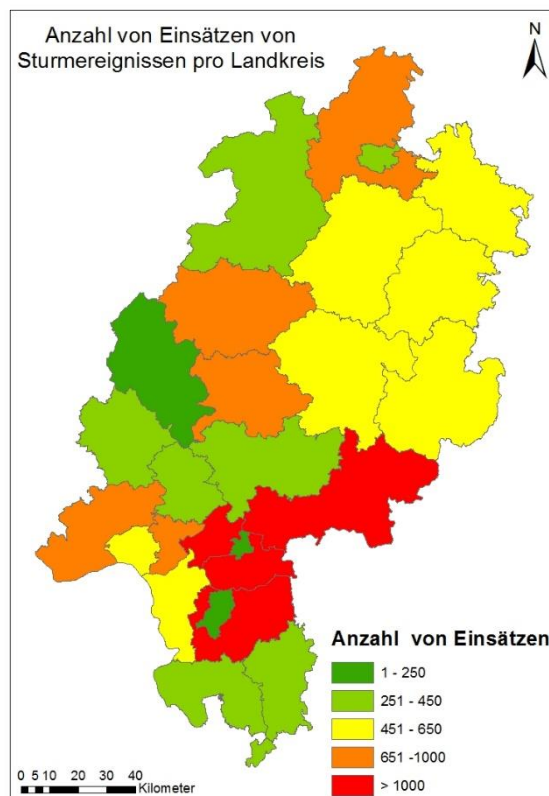 Anzahl von Einsätzen von
Sturmereignissen pro Landkreis
N
Anzahl von Einsätzen
1 - 250
251 - 450
451 - 650
651 -1000
> 1000
0 5 10 20 30 40
Kilometer